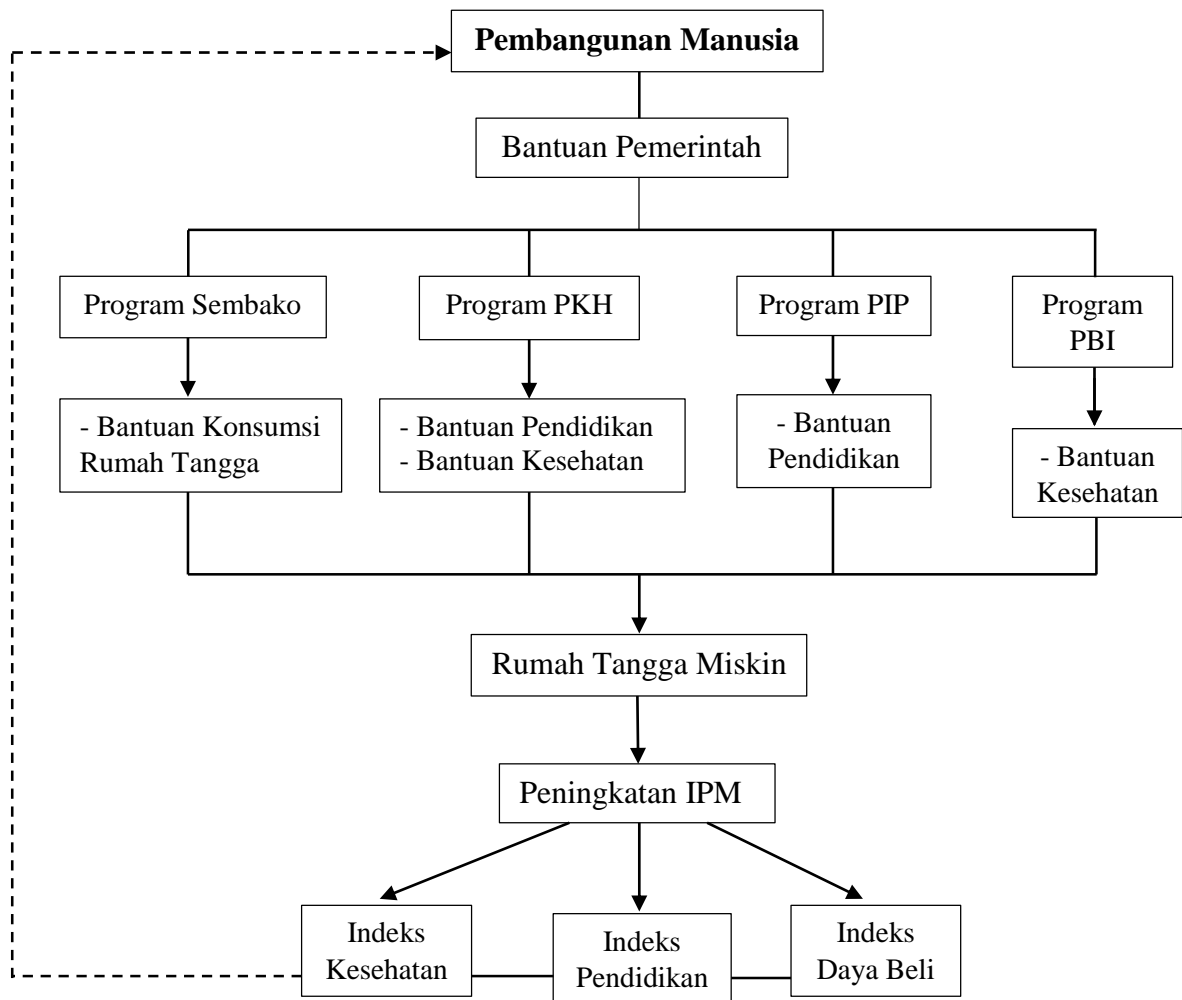 Pembangunan Manusia
Bantuan Pemerintah
Program Sembako
Program PKH
Program PIP
Program
PBI
- Bantuan Konsumsi
Rumah Tangga
- Bantuan Pendidikan
- Bantuan Kesehatan
- Bantuan
Pendidikan
- Bantuan
Kesehatan
Rumah Tangga Miskin
Peningkatan IPM
Indeks
Kesehatan
Indeks
Pendidikan
Indeks
Daya Beli